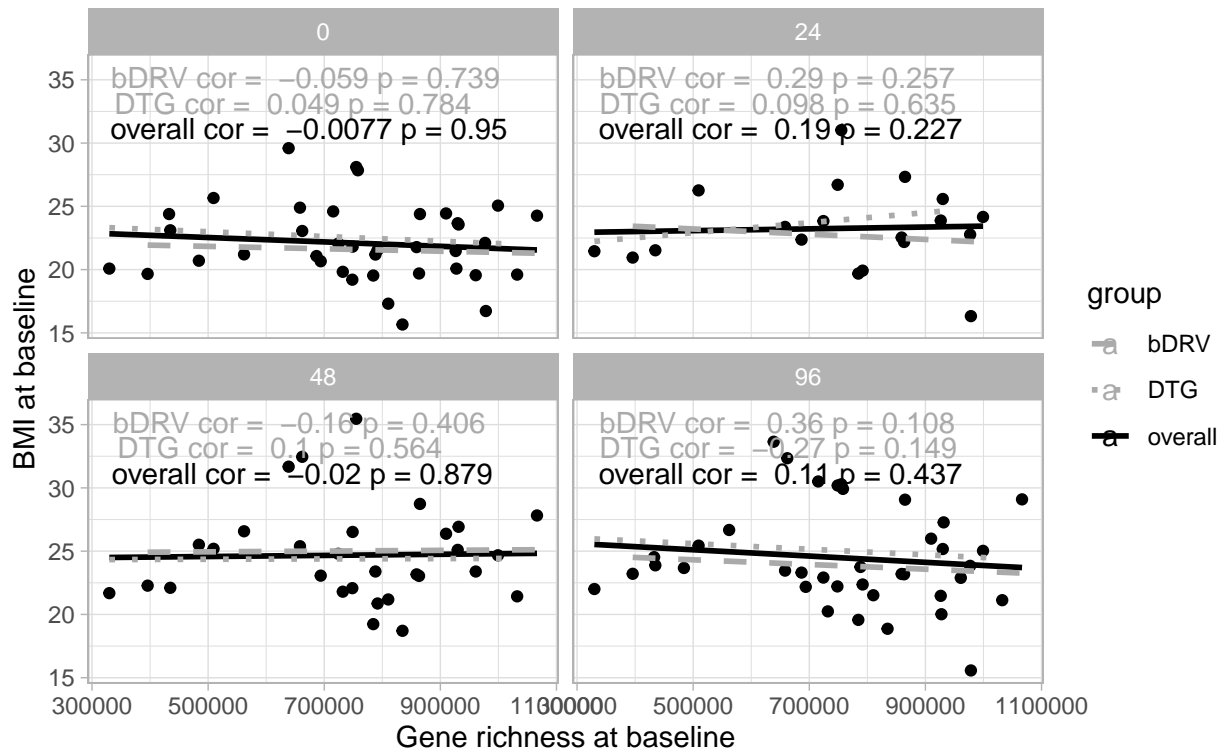 0
24
35
30
25
20
15
bDRV cor = −0.059 p = 0.739
DTG cor = 0.049 p = 0.784
overall cor = −0.0077 p = 0.95
bDRV cor = 0.29 p = 0.257
DTG cor = 0.098 p = 0.635
overall cor = 0.19 p = 0.227
48
96
35
30
25
20
15
bDRV cor = −0.16 p = 0.406
DTG cor = 0.1 p = 0.564
overall cor = −0.02 p = 0.879
bDRV cor = 0.36 p = 0.108
DTG cor = −0.27 p = 0.149
overall cor = 0.11 p = 0.437
300000 500000 700000 900000 1100000
300000 500000 700000 900000 1100000
Gene richness at baseline
BMI at baseline
group
a bDRV
a DTG
a overall